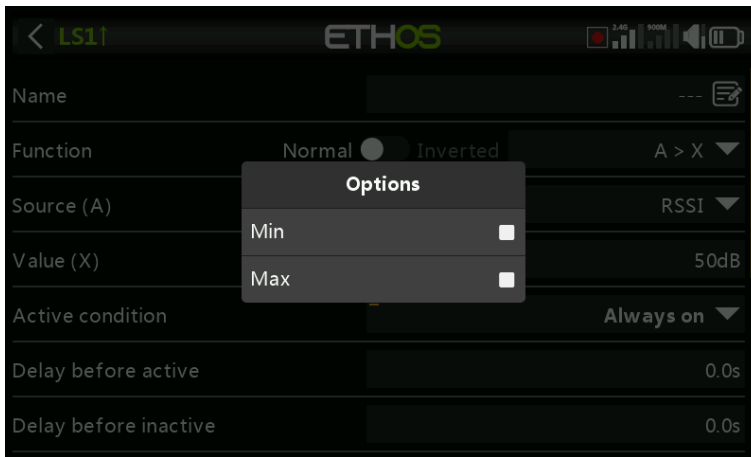 LS1↑ ETHOS 2.4G 900M
Name ---
Function Normal Inverted A > X
Options
Source (A) RSSI
Min
Value (X) 50dB
Max
Active condition Always on
Delay before active 0.0s
Delay before inactive 0.0s